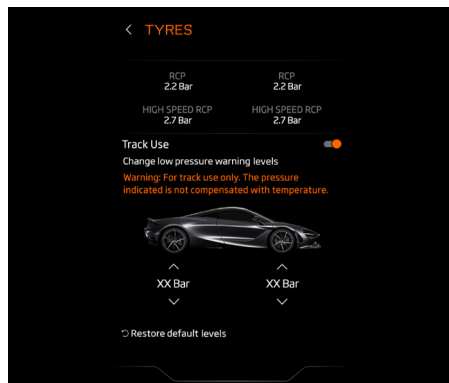 TYRES
RCP RCP
2.2 Bar 2.2 Bar
HIGH SPEED RCP HIGH SPEED RCP
2.7 Bar 2.7 Bar
Track Use
Change low pressure warning levels
Warning: For track use only. The pressure
indicated is not compensated with temperature.
XX Bar XX Bar
Restore default levels